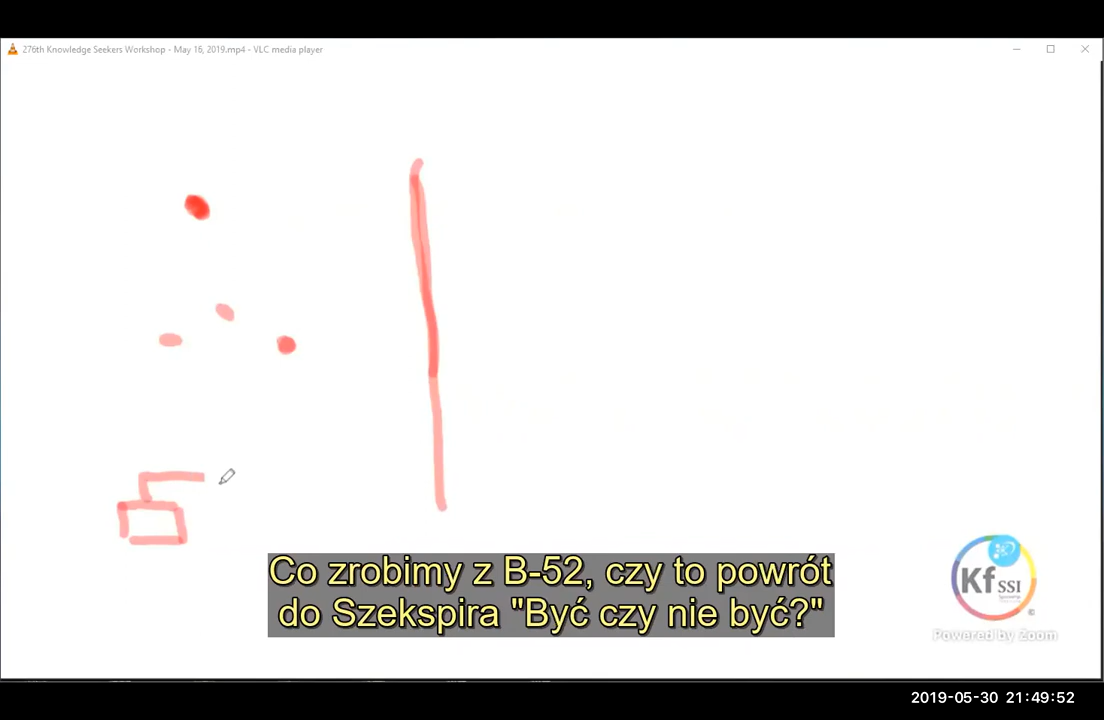 276th Knowledge Seekers Workshop - May 16, 2019.mp4 - VLC media player
Kf SSI
©
Powered by Zoom
Co zrobimy z B-52, czy to powrót
do Szekspira "Być czy nie być?"
2019-05-30 21:49:52